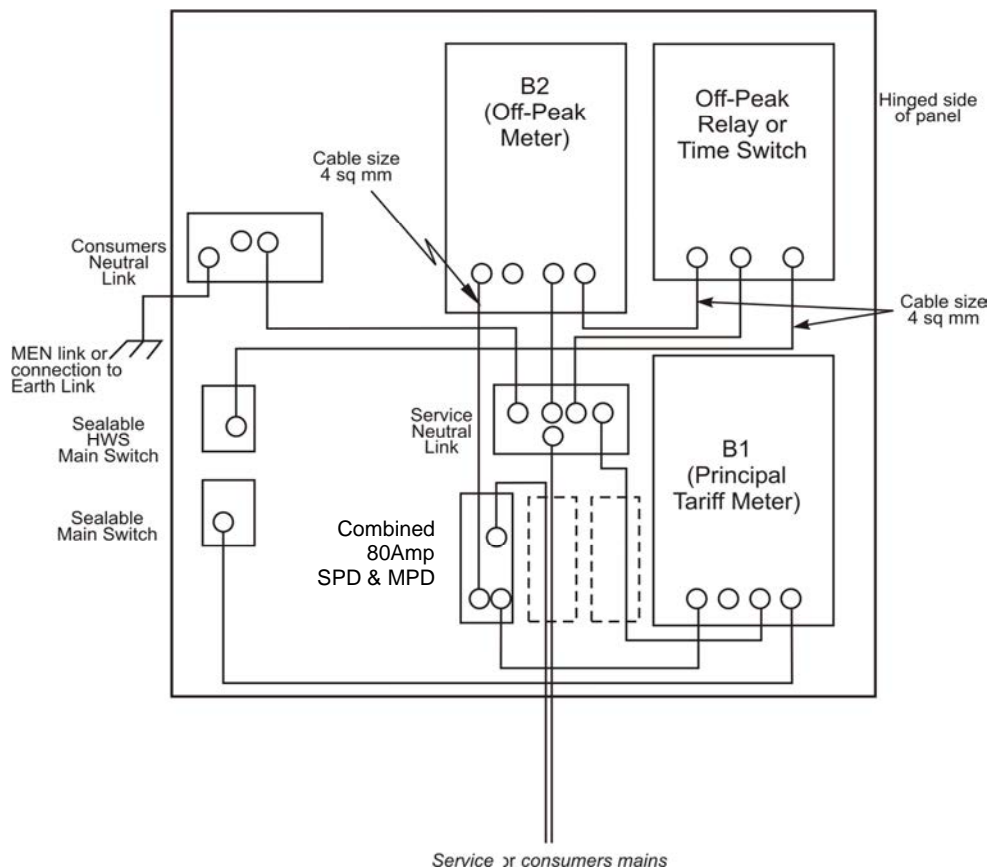 B2
(Off-Peak
Meter)
Off-Peak
Relay or
Time Switch
Hinged side
of panel
Cable size
4 sq mm
Consumers
Neutral
Link
Cable size
4 sq mm
MEN link or
connection to
Earth Link
Sealable
HWS
Main Switch
Service
Neutral
Link
B1
(Principal
Tariff Meter)
Sealable
Main Switch
Combined
80Amp
SPD & MPD
Service or consumers mains